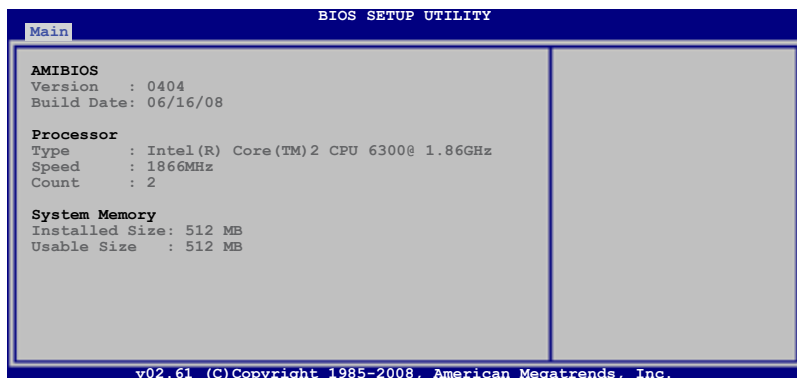 BIOS SETUP UTILITY
Main
AMIBIOS
Version : 0404
Build Date: 06/16/08
Processor
Type : Intel(R) Core(TM)2 CPU 6300@ 1.86GHz
Speed : 1866MHz
Count : 2
System Memory
Installed Size: 512 MB
Usable Size : 512 MB
v02.61 (C)Copyright 1985-2008, American Megatrends, Inc.